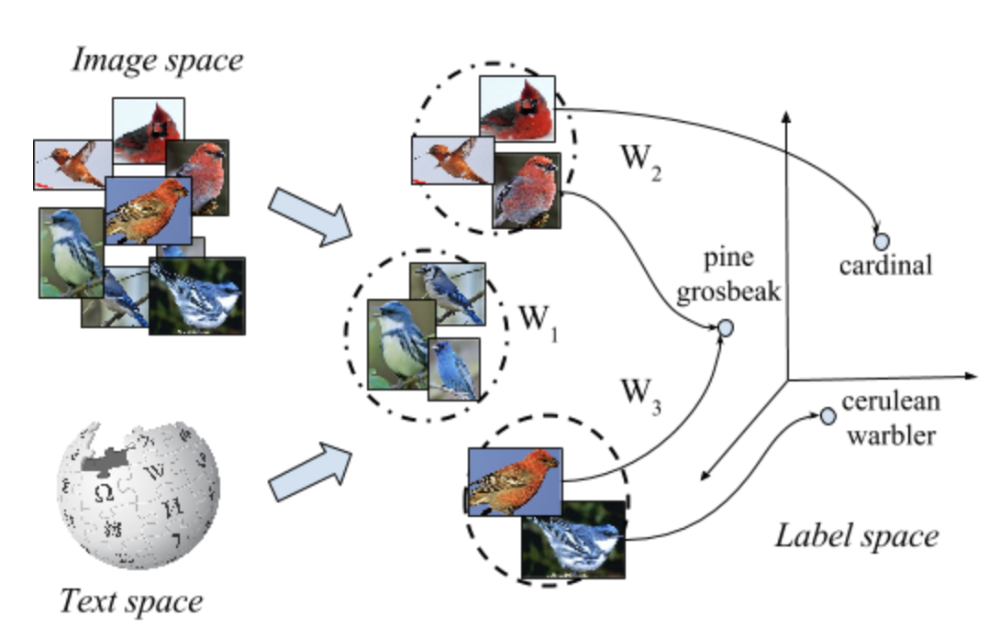 Image space
W2
cardinal
pine
grosbeak
W1
W3
cerulean
warbler
Label space
Ω
W
И
Text space